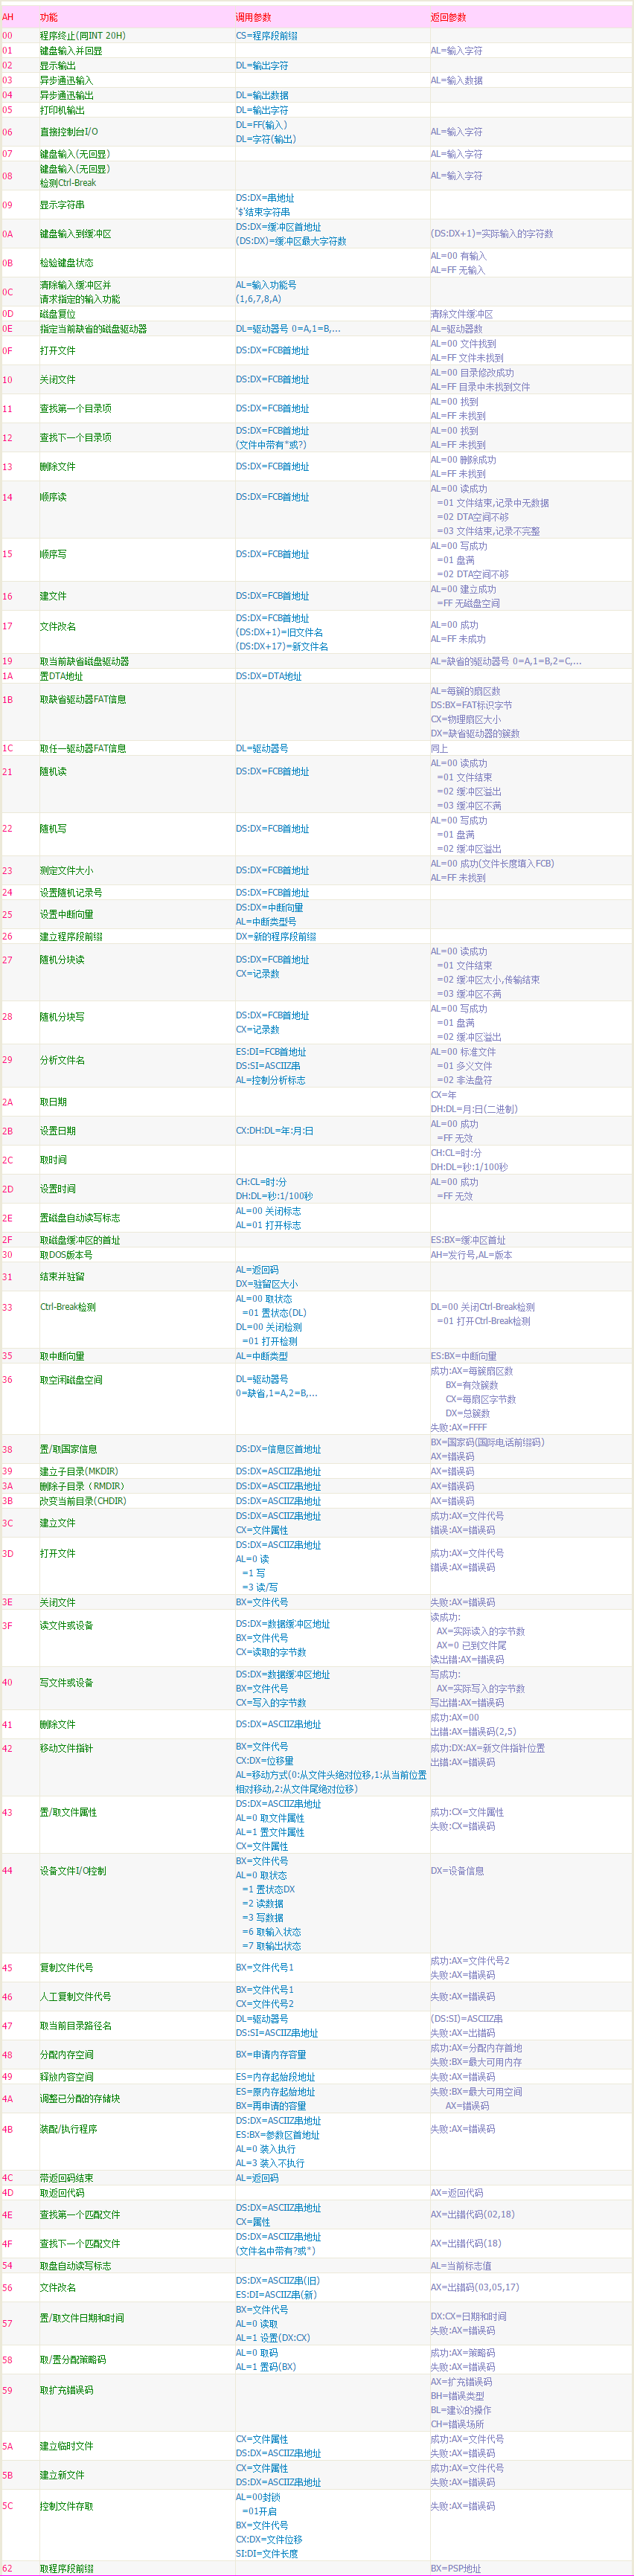 AH 功能 调用参数 返回参数
00 程序终止(同INT 20H) CS=程序段前缀
01 键盘输入并回显 AL=输入字符
02 显示输出 DL=输出字符
03 异步通迅输入 AL=输入数据
04 异步通迅输出 DL=输出数据
05 打印机输出 DL=输出字符
06 直接控制台I/O DL=FF(输入)
DL=字符(输出) AL=输入字符
07 键盘输入(无回显) AL=输入字符
08 键盘输入(无回显)
检测Ctrl-Break AL=输入字符
09 显示字符串 DS:DX=串地址
'$'结束字符串
0A 键盘输入到缓冲区 DS:DX=缓冲区首地址
(DS:DX)=缓冲区最大字符数 (DS:DX+1)=实际输入的字符数
0B 检验键盘状态 AL=00 有输入
AL=FF 无输入
0C 清除输入缓冲区并
请求指定的输入功能 AL=输入功能号
(1,6,7,8,A)
0D 磁盘复位 清除文件缓冲区
0E 指定当前缺省的磁盘驱动器 DL=驱动器号 0=A,1=B,... AL=驱动器数
0F 打开文件 DS:DX=FCB首地址 AL=00 文件找到
AL=FF 文件未找到
10 关闭文件 DS:DX=FCB首地址 AL=00 目录修改成功
AL=FF 目录中未找到文件
11 查找第一个目录项 DS:DX=FCB首地址 AL=00 找到
AL=FF 未找到
12 查找下一个目录项 DS:DX=FCB首地址
(文件中带有*或?) AL=00 找到
AL=FF 未找到
13 删除文件 DS:DX=FCB首地址 AL=00 删除成功
AL=FF 未找到
14 顺序读 DS:DX=FCB首地址 AL=00 读成功
=01 文件结束,记录中无数据
=02 DTA空间不够
=03 文件结束,记录不完整
15 顺序写 DS:DX=FCB首地址 AL=00 写成功
=01 盘满
=02 DTA空间不够
16 建文件 DS:DX=FCB首地址 AL=00 建立成功
=FF 无磁盘空间
17 文件改名 DS:DX=FCB首地址
(DS:DX+1)=旧文件名
(DS:DX+17)=新文件名 AL=00 成功
AL=FF 未成功
19 取当前缺省磁盘驱动器 AL=缺省的驱动器号 0=A,1=B,2=C,...
1A 置DTA地址 DS:DX=DTA地址
1B 取缺省驱动器FAT信息 AL=每簇的扇区数
DS:BX=FAT标识字节
CX=物理扇区大小
DX=缺省驱动器的簇数
1C 取任一驱动器FAT信息 DL=驱动器号 同上
21 随机读 DS:DX=FCB首地址 AL=00 读成功
=01 文件结束
=02 缓冲区溢出
=03 缓冲区不满
22 随机写 DS:DX=FCB首地址 AL=00 写成功
=01 盘满
=02 缓冲区溢出
23 测定文件大小 DS:DX=FCB首地址 AL=00 成功(文件长度填入FCB)
AL=FF 未找到
24 设置随机记录号 DS:DX=FCB首地址
25 设置中断向量 DS:DX=中断向量
AL=中断类型号
26 建立程序段前缀 DX=新的程序段前缀
27 随机分块读 DS:DX=FCB首地址
CX=记录数 AL=00 读成功
=01 文件结束
=02 缓冲区太小,传输结束
=03 缓冲区不满
28 随机分块写 DS:DX=FCB首地址
CX=记录数 AL=00 写成功
=01 盘满
=02 缓冲区溢出
29 分析文件名 ES:DI=FCB首地址
DS:SI=ASCIIZ串
AL=控制分析标志 AL=00 标准文件
=01 多义文件
=02 非法盘符
2A 取日期 CX=年
DH:DL=月:日(二进制)
2B 设置日期 CX:DH:DL=年:月:日 AL=00 成功
=FF 无效
2C 取时间 CH:CL=时:分
DH:DL=秒:1/100秒
2D 设置时间 CH:CL=时:分
DH:DL=秒:1/100秒 AL=00 成功
=FF 无效
2E 置磁盘自动读写标志 AL=00 关闭标志
AL=01 打开标志
2F 取磁盘缓冲区的首址 ES:BX=缓冲区首址
30 取DOS版本号 AH=发行号,AL=版本
31 结束并驻留 AL=返回码
DX=驻留区大小
33 Ctrl-Break检测 AL=00 取状态
=01 置状态(DL)
DL=00 关闭检测
=01 打开检测 DL=00 关闭Ctrl-Break检测
=01 打开Ctrl-Break检测
35 取中断向量 AL=中断类型 ES:BX=中断向量
36 取空闲磁盘空间 DL=驱动器号
0=缺省,1=A,2=B,... 成功:AX=每簇扇区数
BX=有效簇数
CX=每扇区字节数
DX=总簇数
失败:AX=FFFF
38 置/取国家信息 DS:DX=信息区首地址 BX=国家码(国际电话前缀码)
AX=错误码
39 建立子目录(MKDIR) DS:DX=ASCIIZ串地址 AX=错误码
3A 删除子目录（RMDIR） DS:DX=ASCIIZ串地址 AX=错误码
3B 改变当前目录(CHDIR) DS:DX=ASCIIZ串地址 AX=错误码
3C 建立文件 DS:DX=ASCIIZ串地址
CX=文件属性 成功:AX=文件代号
错误:AX=错误码
3D 打开文件 DS:DX=ASCIIZ串地址
AL=0 读
=1 写
=3 读/写 成功:AX=文件代号
错误:AX=错误码
3E 关闭文件 BX=文件代号 失败:AX=错误码
3F 读文件或设备 DS:DX=数据缓冲区地址
BX=文件代号
CX=读取的字节数 读成功:
AX=实际读入的字节数
AX=0 已到文件尾
读出错:AX=错误码
40 写文件或设备 DS:DX=数据缓冲区地址
BX=文件代号
CX=写入的字节数 写成功:
AX=实际写入的字节数
写出错:AX=错误码
41 删除文件 DS:DX=ASCIIZ串地址 成功:AX=00
出错:AX=错误码(2,5)
42 移动文件指针 BX=文件代号
CX:DX=位移量
AL=移动方式(0:从文件头绝对位移,1:从当前位置
相对移动,2:从文件尾绝对位移) 成功:DX:AX=新文件指针位置
出错:AX=错误码
43 置/取文件属性 DS:DX=ASCIIZ串地址
AL=0 取文件属性
AL=1 置文件属性
CX=文件属性 成功:CX=文件属性
失败:CX=错误码
44 设备文件I/O控制 BX=文件代号
AL=0 取状态
=1 置状态DX
=2 读数据
=3 写数据
=6 取输入状态
=7 取输出状态 DX=设备信息
45 复制文件代号 BX=文件代号1 成功:AX=文件代号2
失败:AX=错误码
46 人工复制文件代号 BX=文件代号1
CX=文件代号2 失败:AX=错误码
47 取当前目录路径名 DL=驱动器号
DS:SI=ASCIIZ串地址 (DS:SI)=ASCIIZ串
失败:AX=出错码
48 分配内存空间 BX=申请内存容量 成功:AX=分配内存首地
失败:BX=最大可用内存
49 释放内容空间 ES=内存起始段地址 失败:AX=错误码
4A 调整已分配的存储块 ES=原内存起始地址
BX=再申请的容量 失败:BX=最大可用空间
AX=错误码
4B 装配/执行程序 DS:DX=ASCIIZ串地址
ES:BX=参数区首地址
AL=0 装入执行
AL=3 装入不执行 失败:AX=错误码
4C 带返回码结束 AL=返回码
4D 取返回代码 AX=返回代码
4E 查找第一个匹配文件 DS:DX=ASCIIZ串地址
CX=属性 AX=出错代码(02,18)
4F 查找下一个匹配文件 DS:DX=ASCIIZ串地址
(文件名中带有?或*) AX=出错代码(18)
54 取盘自动读写标志 AL=当前标志值
56 文件改名 DS:DX=ASCIIZ串(旧)
ES:DI=ASCIIZ串(新) AX=出错码(03,05,17)
57 置/取文件日期和时间 BX=文件代号
AL=0 读取
AL=1 设置(DX:CX) DX:CX=日期和时间
失败:AX=错误码
58 取/置分配策略码 AL=0 取码
AL=1 置码(BX) 成功:AX=策略码
失败:AX=错误码
59 取扩充错误码 AX=扩充错误码
BH=错误类型
BL=建议的操作
CH=错误场所
5A 建立临时文件 CX=文件属性
DS:DX=ASCIIZ串地址 成功:AX=文件代号
失败:AX=错误码
5B 建立新文件 CX=文件属性
DS:DX=ASCIIZ串地址 成功:AX=文件代号
失败:AX=错误码
5C 控制文件存取 AL=00封锁
=01开启
BX=文件代号
CX:DX=文件位移
SI:DI=文件长度 失败:AX=错误码
62 取程序段前缀 BX=PSP地址